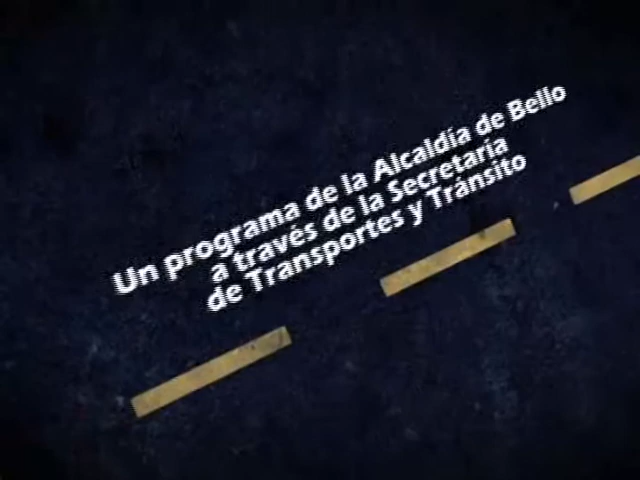 Un programa de la Alcaldía de Bello
a través de la Secretaría
de Transportes y Tránsito